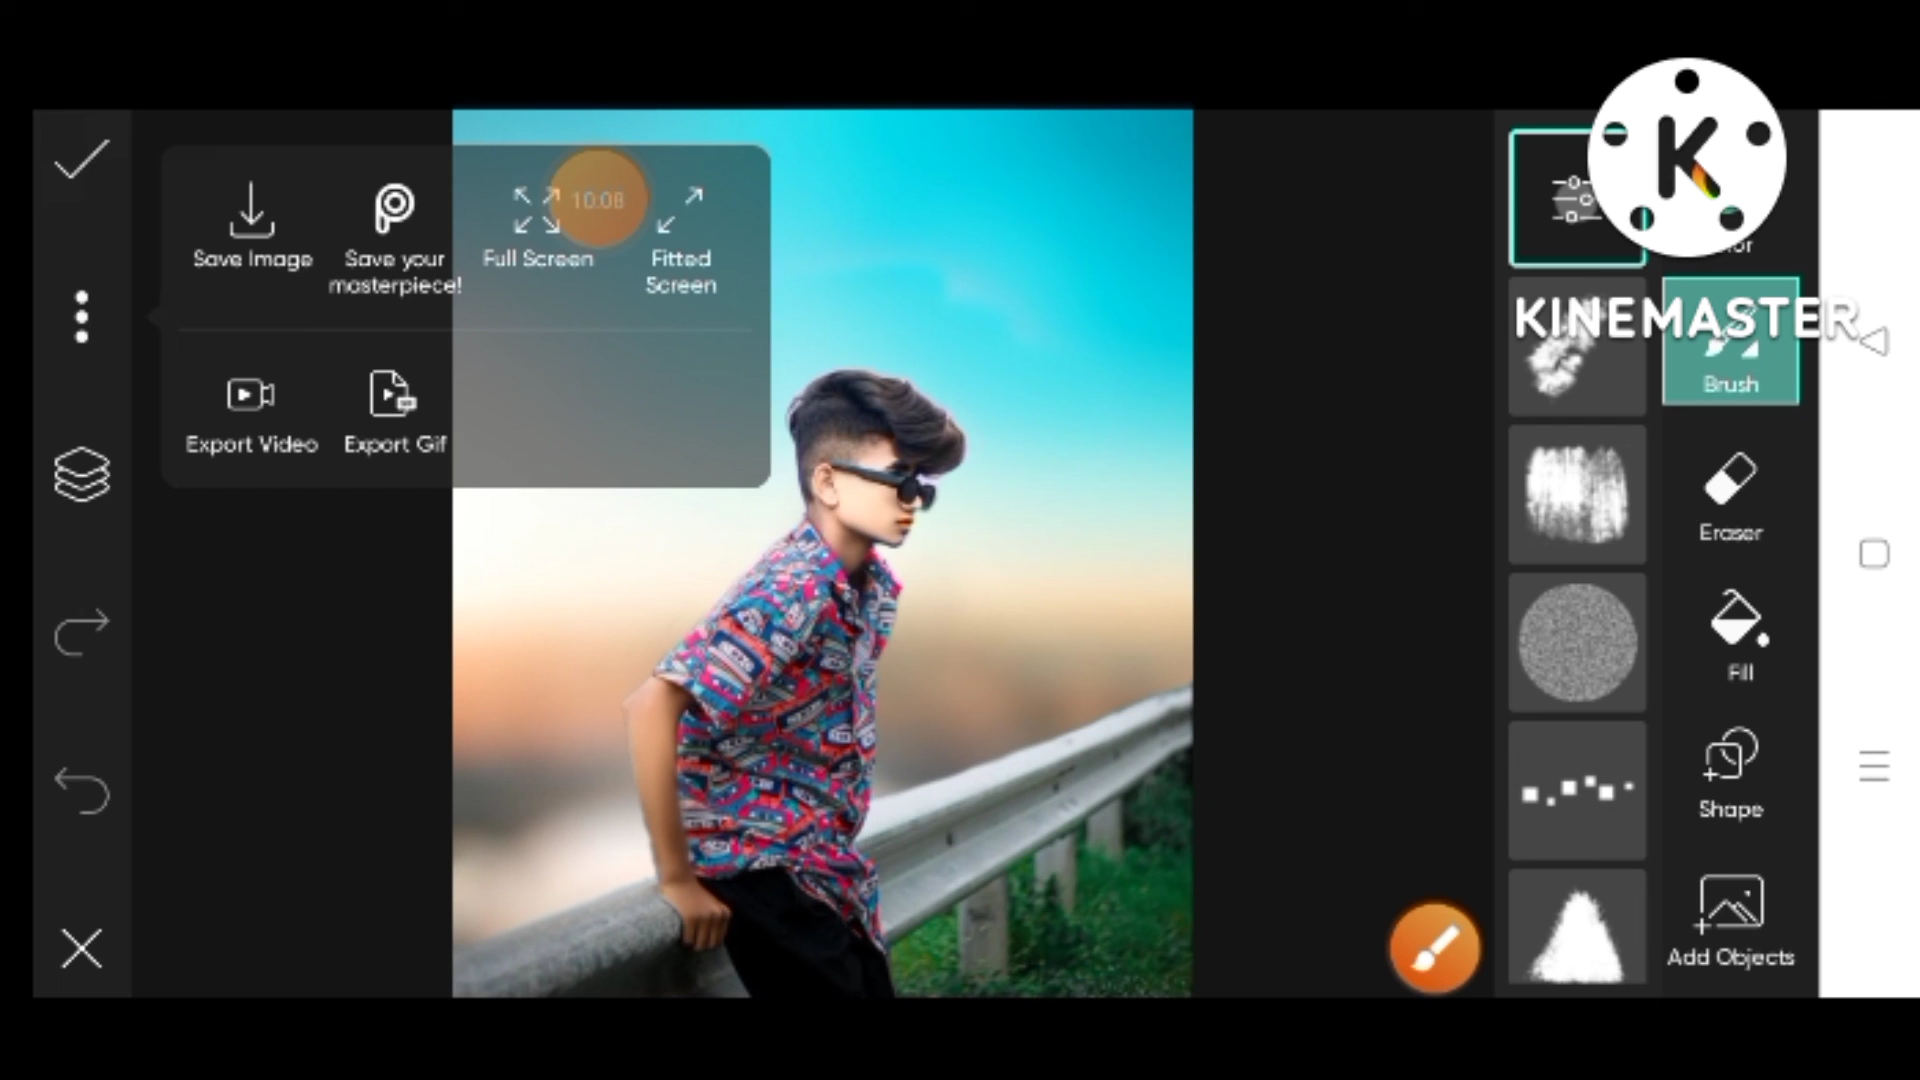 10:08
Save Image
Save your
masterpiece!
Full Screen
Fitted
Screen
Export Video
Export Gif
K
KINEMASTER
Brush
Eraser
Fill
Shape
Add Objects